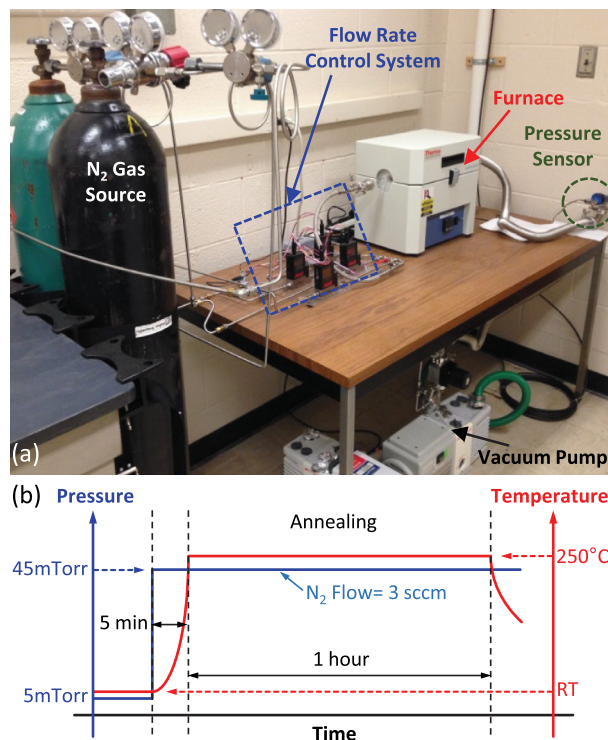 Flow Rate
Control System
Furnace
Pressure
Sensor
N₂ Gas
Source
Thermo
Vacuum Pump
(a)
(b)
Pressure
Annealing
Temperature
45mTorr
250°C
N₂ Flow= 3 sccm
5 min
1 hour
5mTorr
RT
Time